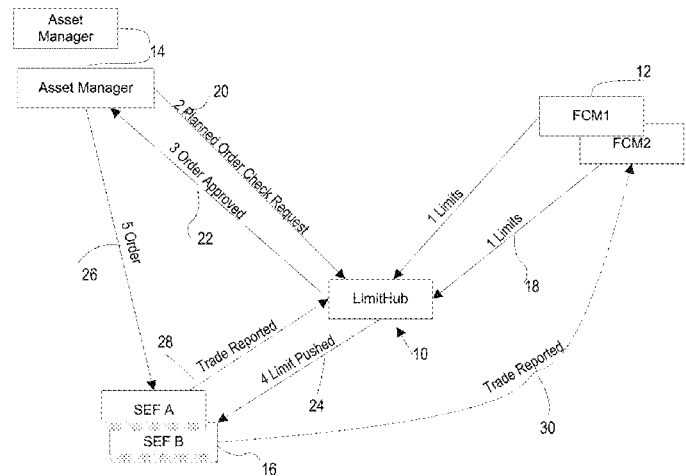 Asset
Manager
14
Asset Manager
20
12
FCM1
FCM2
2 Planned Order Check Request
3 Order Approved
22
1 Limits
1 Limits
18
5 Order
26
LimitHub
10
28
Trade Reported
4 Limit Pushed
24
Trade Reported
30
SEF A
SEF B
16